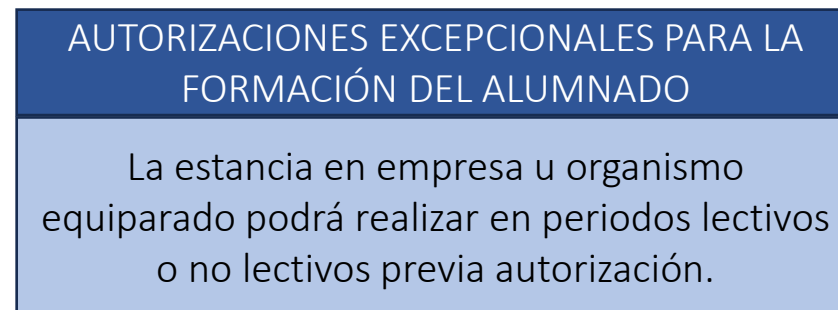 AUTORIZACIONES EXCEPCIONALES PARA LA
FORMACIÓN DEL ALUMNADO
La estancia en empresa u organismo
equiparado podrá realizar en periodos lectivos
o no lectivos previa autorización.